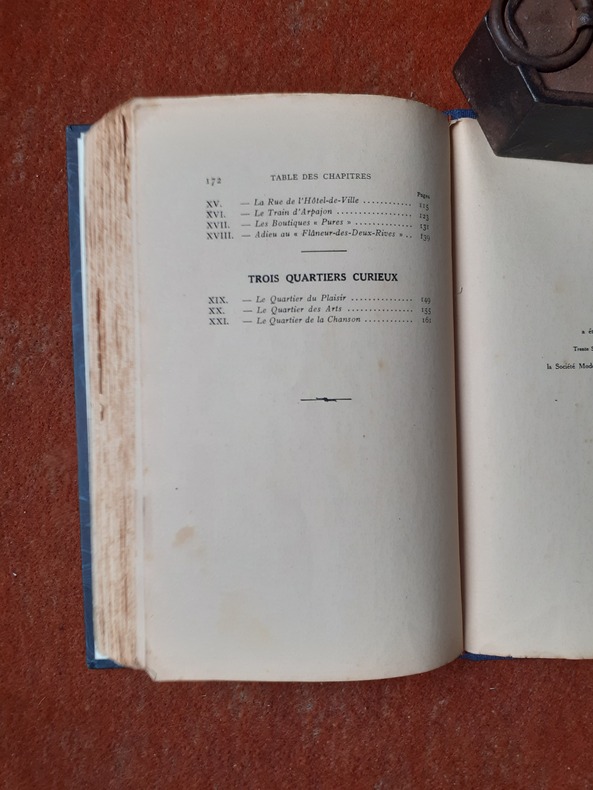 172 TABLE DES CHAPITRES
Pages
XV. — La Rue de l'Hôtel-de-Ville ............ 115
XVI. — Le Train d'Arpajon .................. 123
XVII. — Les Boutiques « Pures » .............. 131
XVIII. — Adieu au « Flâneur-des-Deux-Rives » .. 139
TROIS QUARTIERS CURIEUX
XIX. — Le Quartier du Plaisir ............... 149
XX. — Le Quartier des Arts ................ 155
XXI. — Le Quartier de la Chanson ............ 161
a é
la Société Mod